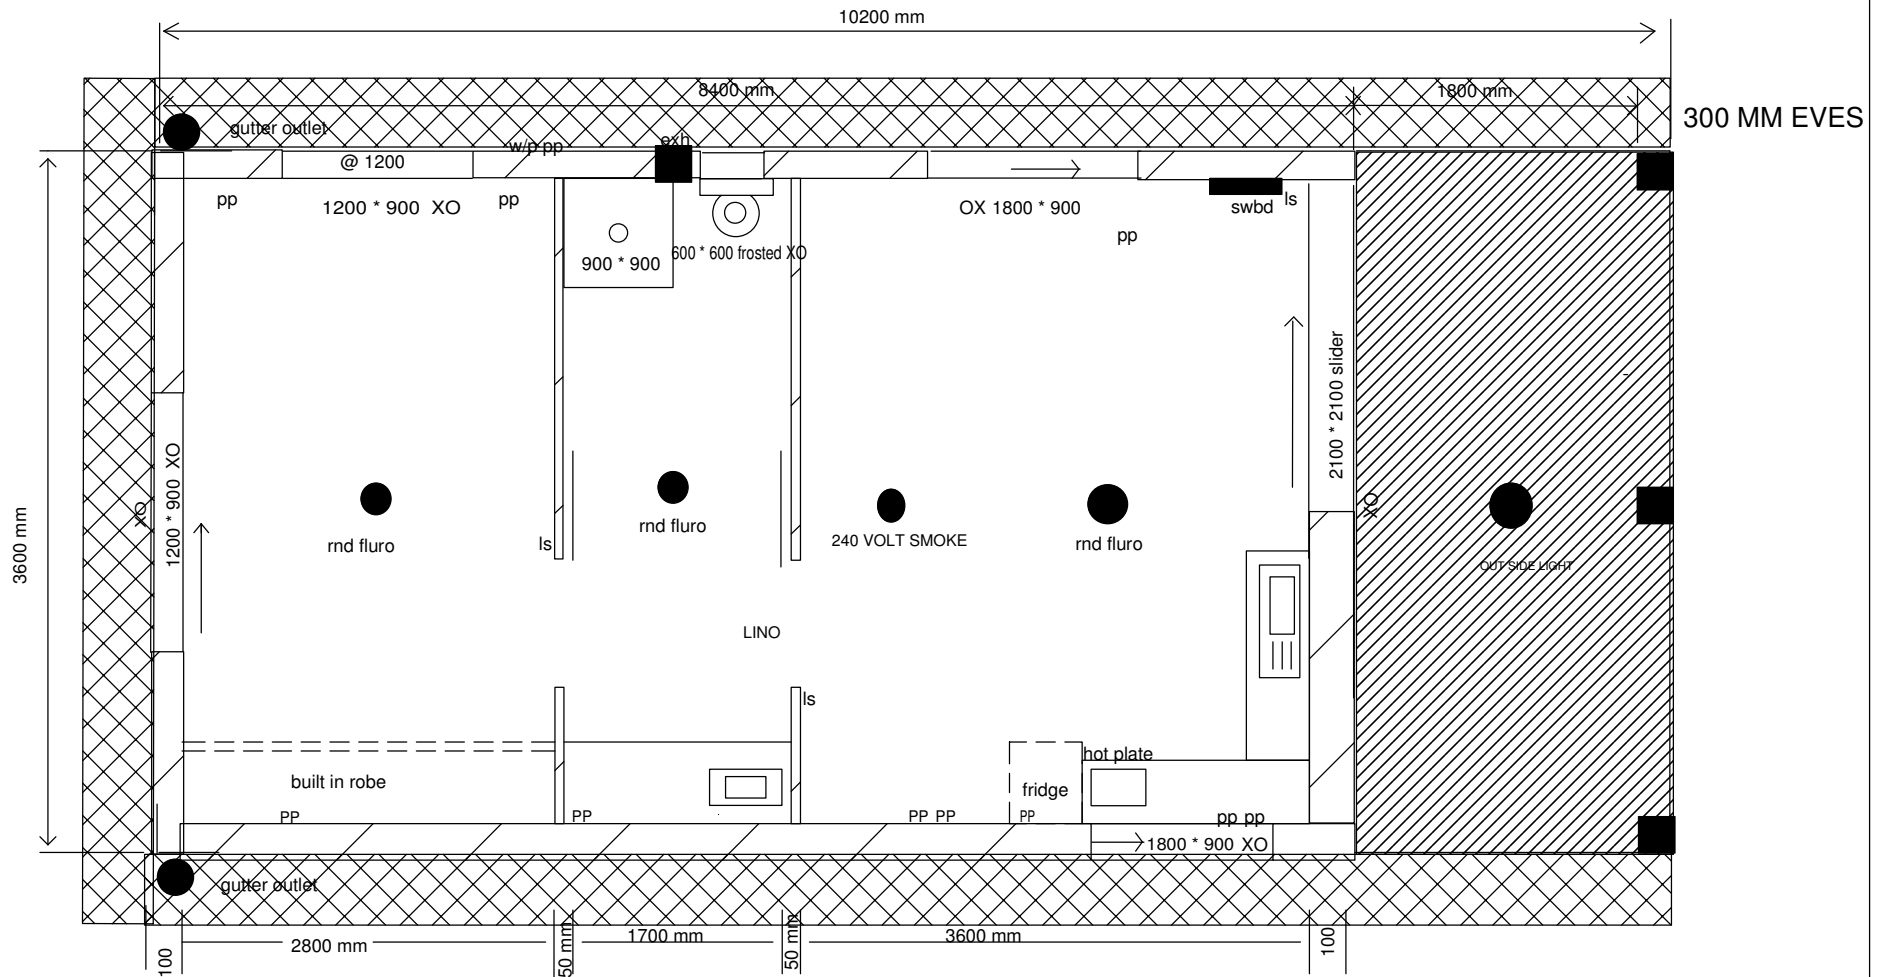 10200 mm
8400 mm
1800 mm
300 MM EVES
gutter outlet
w/p pp
exh
@ 1200
pp
1200 * 900 XO
pp
OX 1800 * 900
swbd
ls
pp
900 * 900
600 * 600 frosted XO
2100 * 2100 slider
XO
1200 * 900 XO
XO
3600 mm
rnd fluro
ls
rnd fluro
240 VOLT SMOKE
rnd fluro
OUT SIDE LIGHT
LINO
ls
hot plate
built in robe
fridge
PP
PP
PP PP
PP
pp pp
1800 * 900 XO
gutter outlet
100
2800 mm
50 mm
1700 mm
50 mm
3600 mm
100